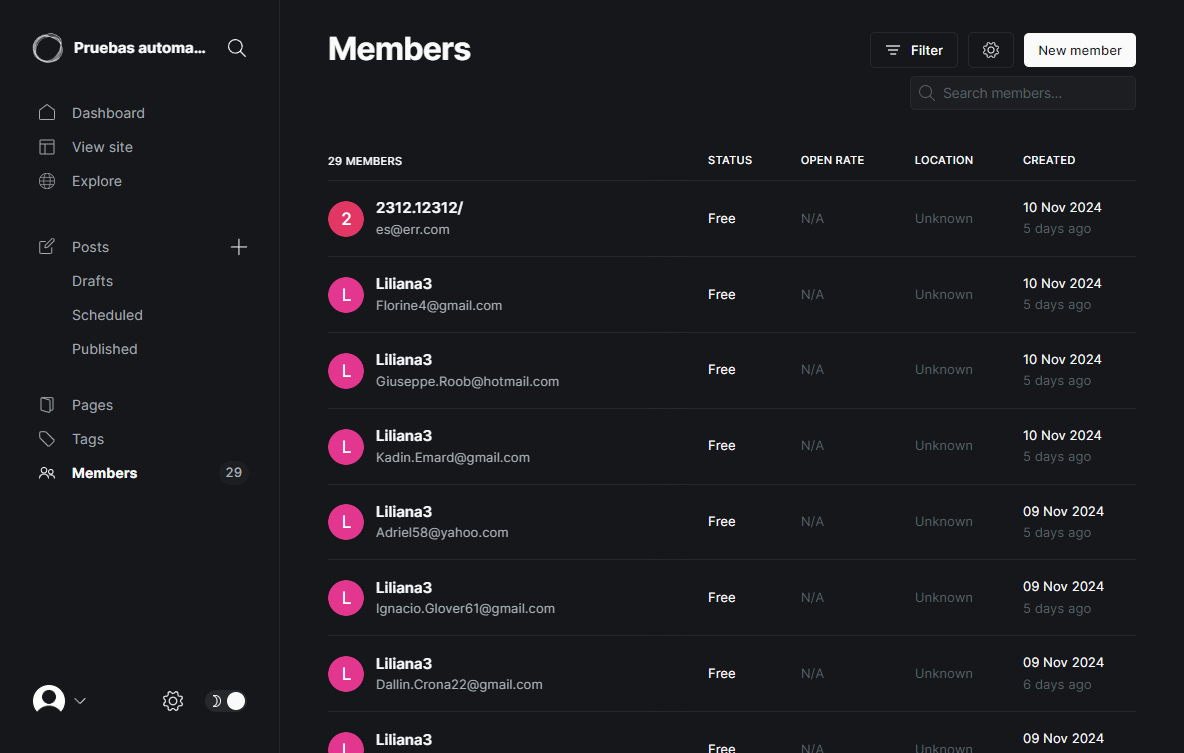 Pruebas automa...
Dashboard
View site
Explore
Posts
Drafts
Scheduled
Published
Pages
Tags
Members
29
Members
Filter
New member
Search members...
29 MEMBERS STATUS OPEN RATE LOCATION CREATED
2
2312.12312/
es@err.com
Free N/A Unknown
10 Nov 2024
5 days ago
L
Liliana3
Florine4@gmail.com
Free N/A Unknown
10 Nov 2024
5 days ago
L
Liliana3
Giuseppe.Roob@hotmail.com
Free N/A Unknown
10 Nov 2024
5 days ago
L
Liliana3
Kadin.Emard@gmail.com
Free N/A Unknown
10 Nov 2024
5 days ago
L
Liliana3
Adriel58@yahoo.com
Free N/A Unknown
09 Nov 2024
5 days ago
L
Liliana3
Ignacio.Glover61@gmail.com
Free N/A Unknown
09 Nov 2024
5 days ago
L
Liliana3
Dallin.Crona22@gmail.com
Free N/A Unknown
09 Nov 2024
6 days ago
L
Liliana3
Free N/A Unknown
09 Nov 2024